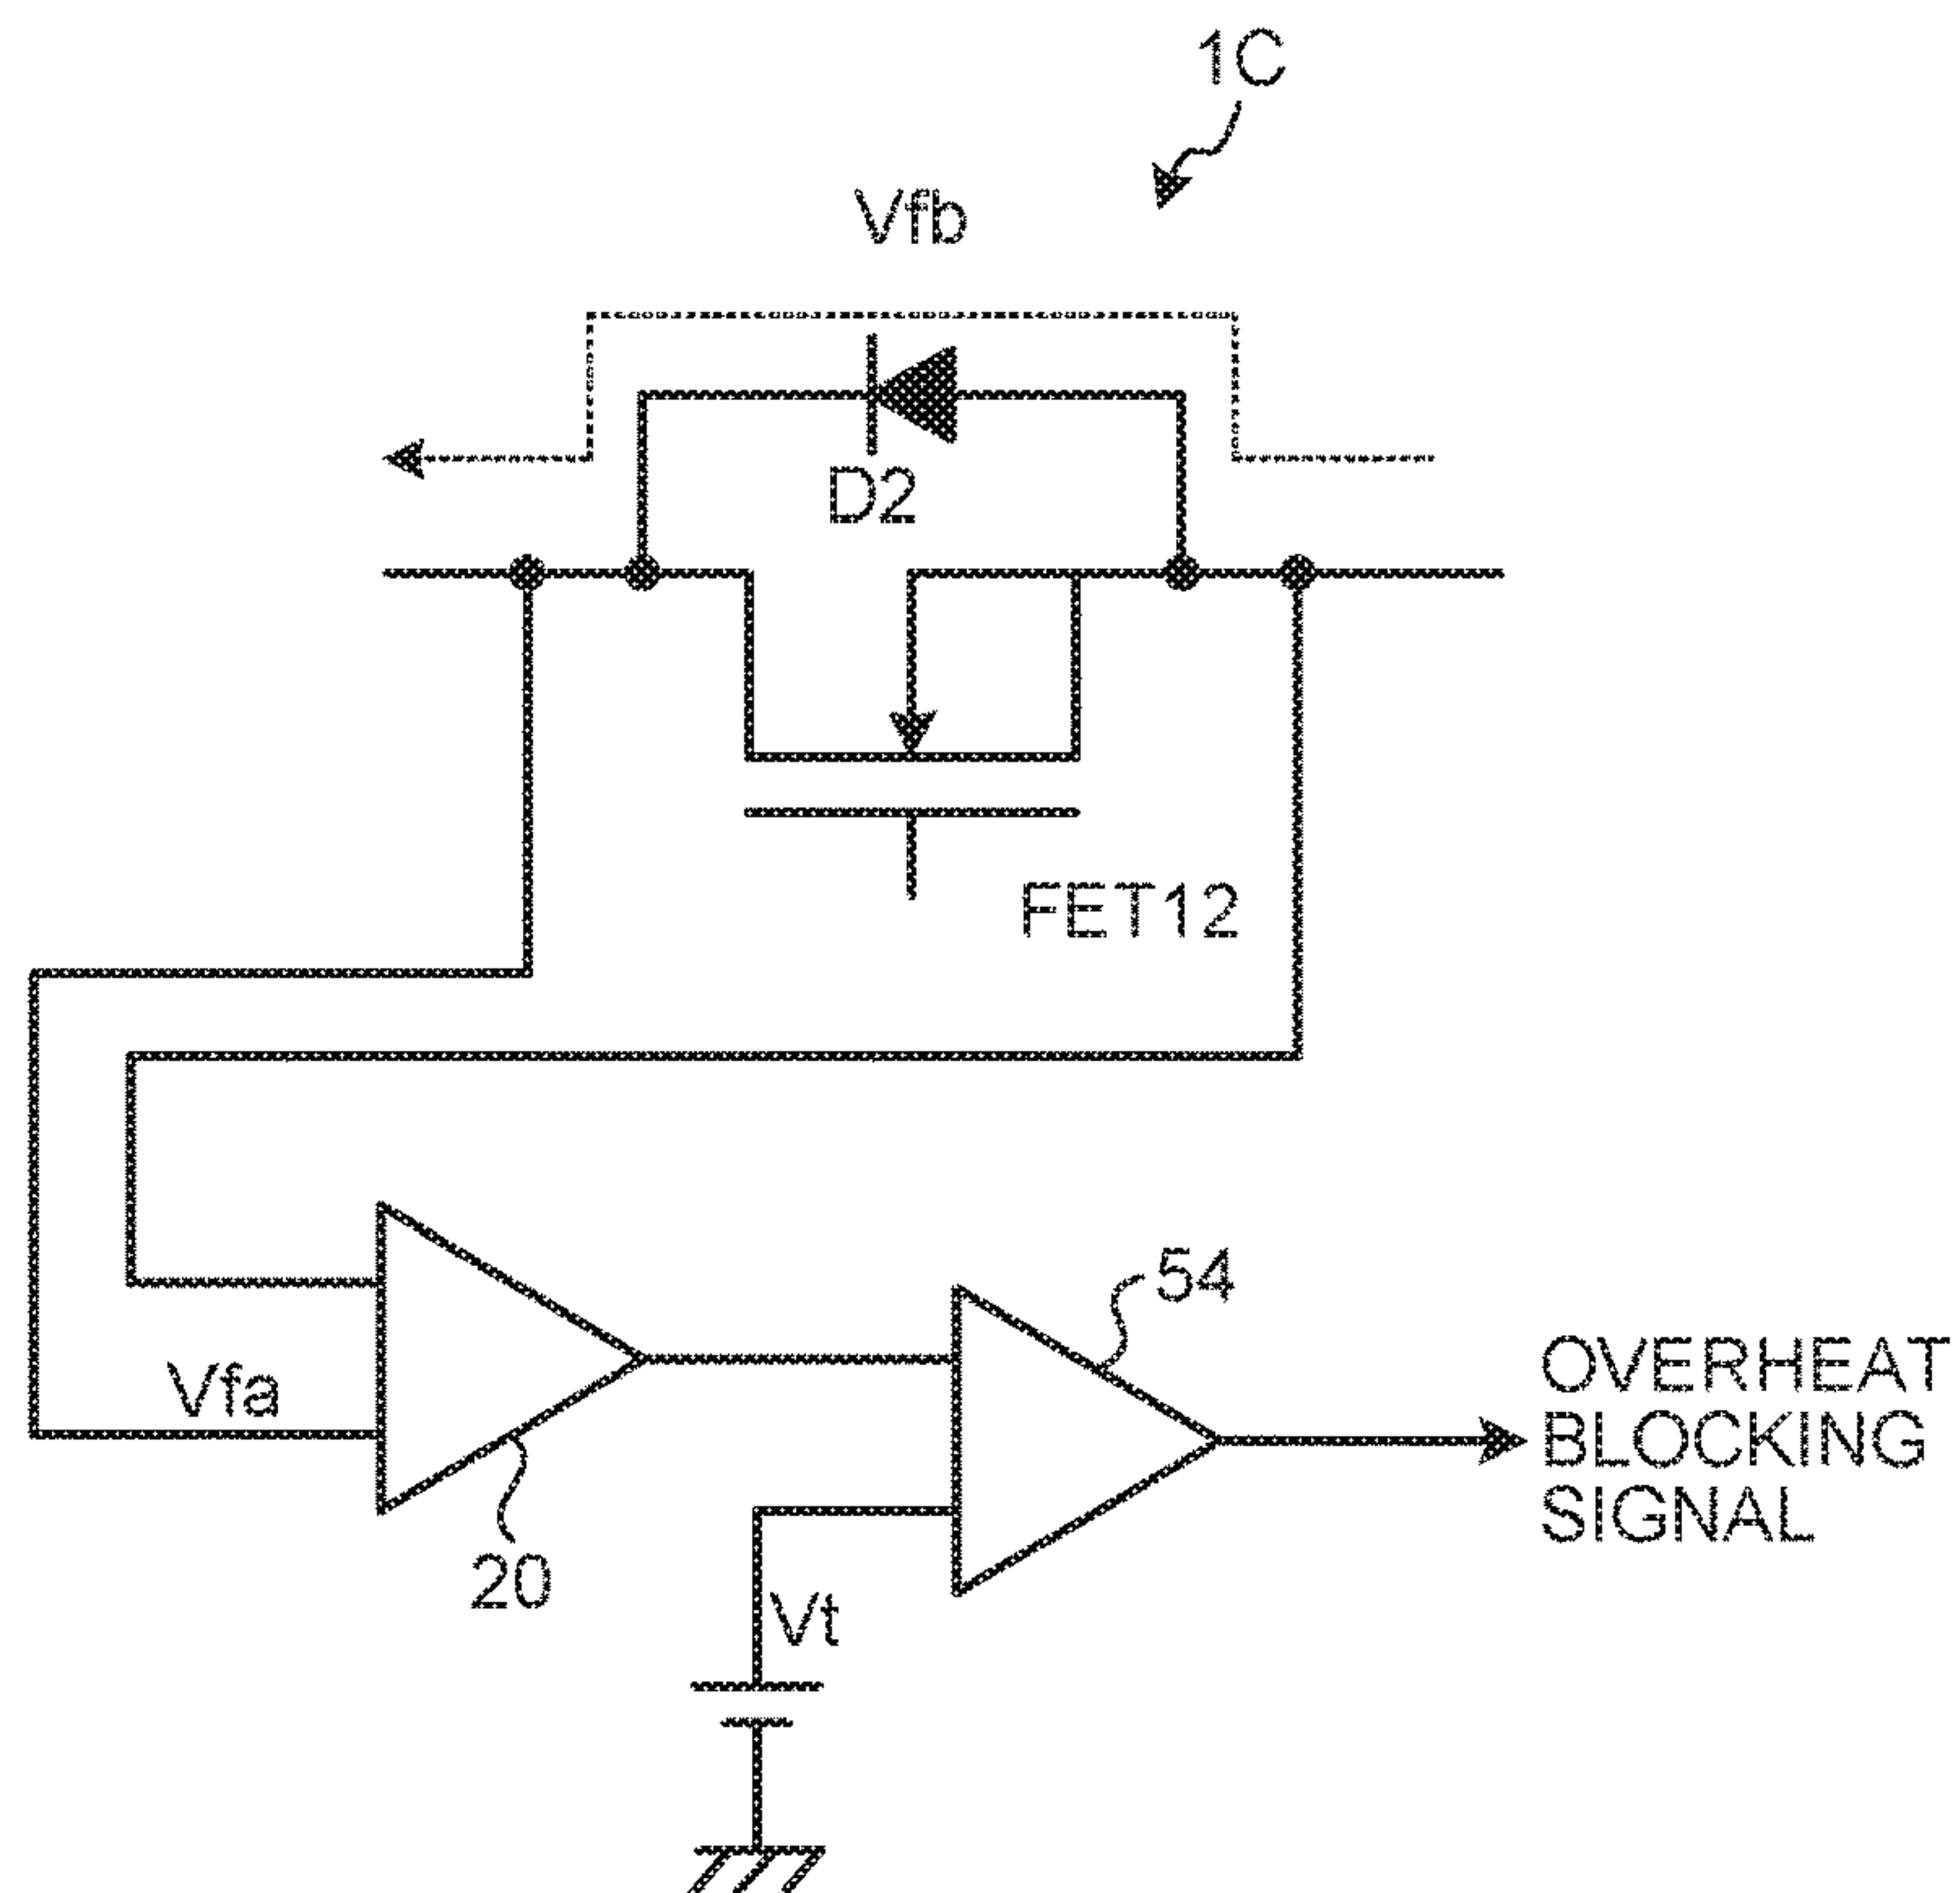 1C
Vfb
D2
FET12
Vfa
20
54
Vt
OVERHEAT
BLOCKING
SIGNAL